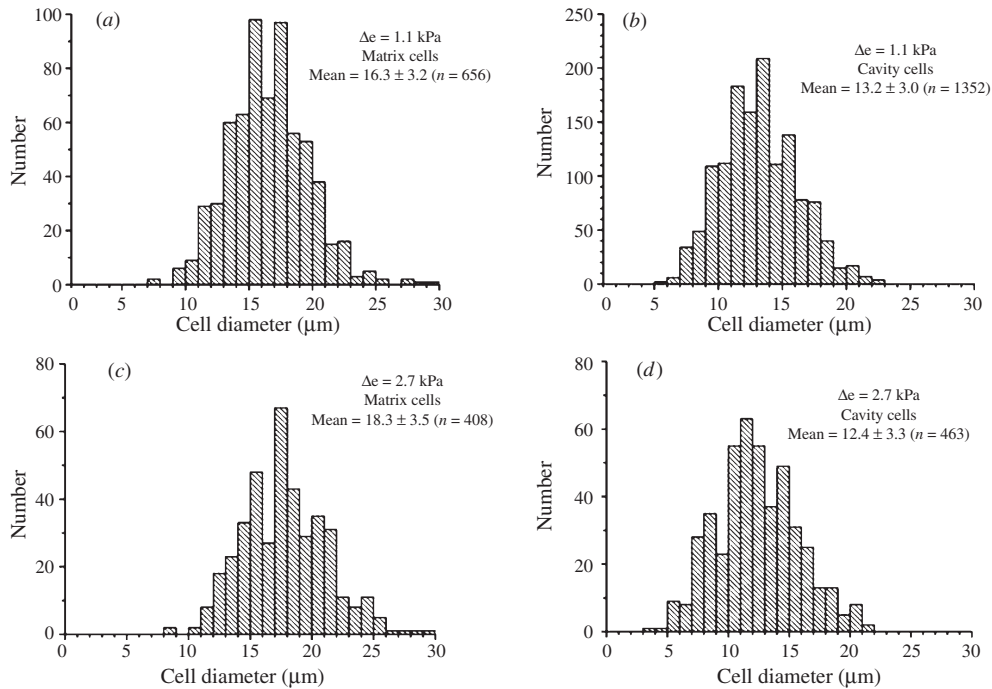 (a)
Δe = 1.1 kPa
Matrix cells
Mean = 16.3 ± 3.2 (n = 656)
Number
100
80
60
40
20
0
0 5 10 15 20 25 30
Cell diameter (μm)
(b)
Δe = 1.1 kPa
Cavity cells
Mean = 13.2 ± 3.0 (n = 1352)
Number
250
200
150
100
50
0
0 5 10 15 20 25 30
Cell diameter (μm)
(c)
Δe = 2.7 kPa
Matrix cells
Mean = 18.3 ± 3.5 (n = 408)
Number
80
60
40
20
0
0 5 10 15 20 25 30
Cell diameter (μm)
(d)
Δe = 2.7 kPa
Cavity cells
Mean = 12.4 ± 3.3 (n = 463)
Number
80
60
40
20
0
0 5 10 15 20 25 30
Cell diameter (μm)